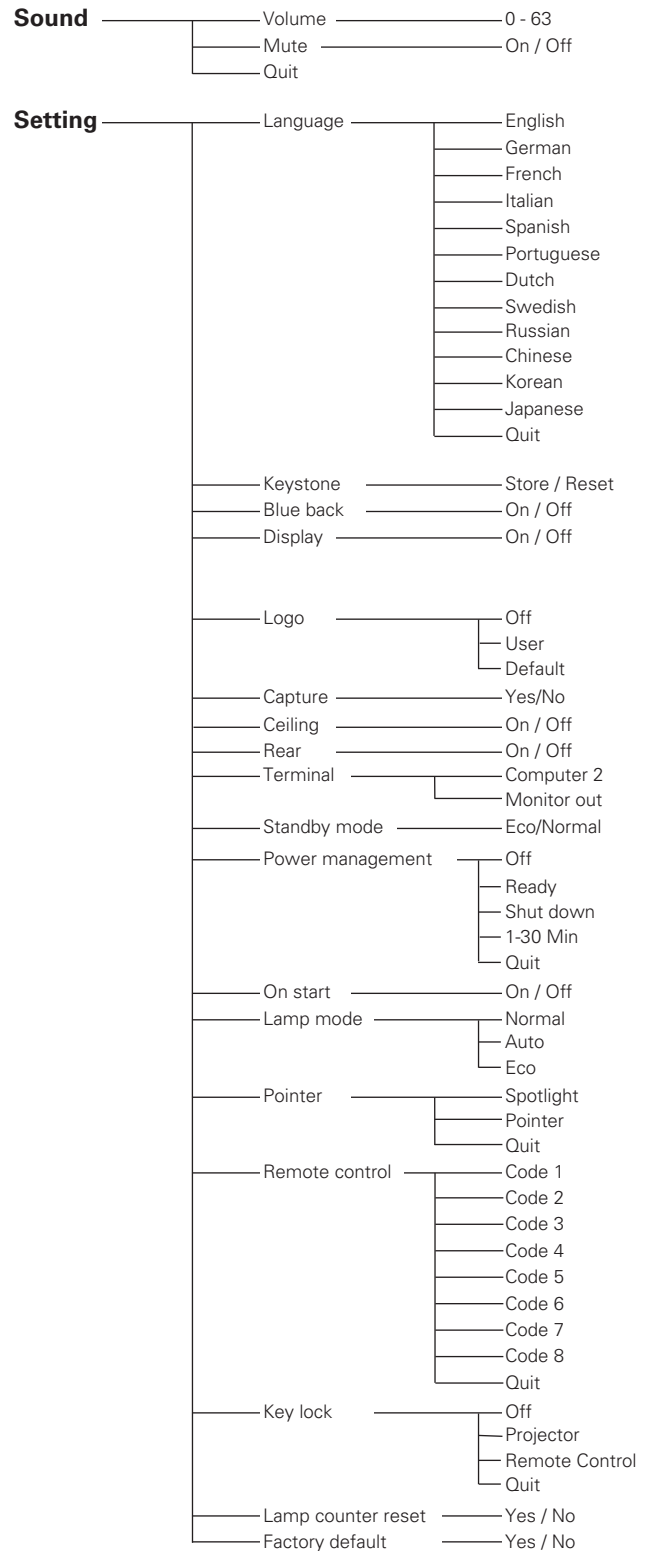 Sound Volume 0 - 63
Mute On / Off
Quit
Setting Language English
German
French
Italian
Spanish
Portuguese
Dutch
Swedish
Russian
Chinese
Korean
Japanese
Quit
Keystone Store / Reset
Blue back On / Off
Display On / Off
Logo Off
User
Default
Capture Yes/No
Ceiling On / Off
Rear On / Off
Terminal Computer 2
Monitor out
Standby mode Eco/Normal
Power management Off
Ready
Shut down
1-30 Min
Quit
On start On / Off
Lamp mode Normal
Auto
Eco
Pointer Spotlight
Pointer
Quit
Remote control Code 1
Code 2
Code 3
Code 4
Code 5
Code 6
Code 7
Code 8
Quit
Key lock Off
Projector
Remote Control
Quit
Lamp counter reset Yes / No
Factory default Yes / No